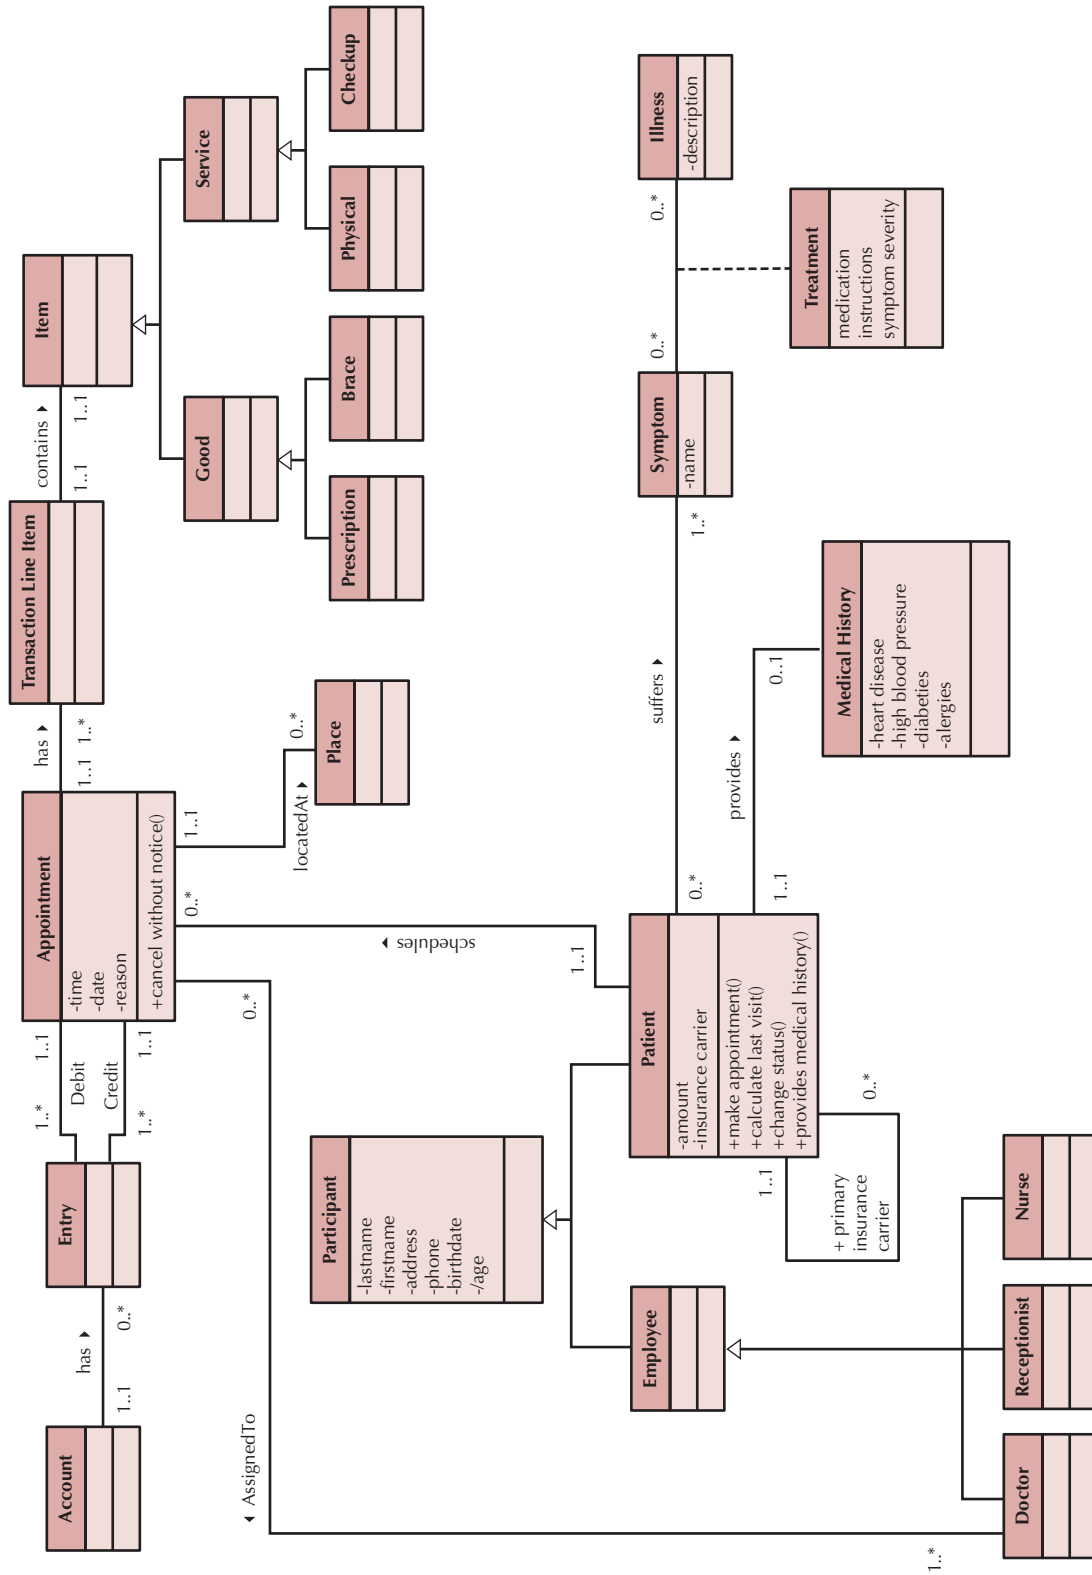 Account
has ▸
1..1
0..*
Entry
1..*
1..1
Debit
Credit
1..*
1..1
Appointment
-time
-date
-reason
+cancel without notice()
has ▸
1..1
1..*
Transaction Line Item
contains ▸
1..1
1..1
Item
Good
Service
Prescription
Brace
Physical
Checkup
1..1
locatedAt ▸
0..*
Place
0..*
schedules ▸
1..1
0..*
◂ AssignedTo
1..*
Participant
-lastname
-firstname
-address
-phone
-birthdate
-/age
Employee
Patient
-amount
-insurance carrier
+make appointment()
+calculate last visit()
+change status()
+provides medical history()
1..1
0..*
+ primary
insurance
carrier
0..*
suffers ▸
1..*
Symptom
-name
0..*
0..*
Illness
-description
Treatment
medication
instructions
symptom severity
1..1
provides ▸
0..1
Medical History
-heart disease
-high blood pressure
-diabeties
-alergies
Doctor
Receptionist
Nurse